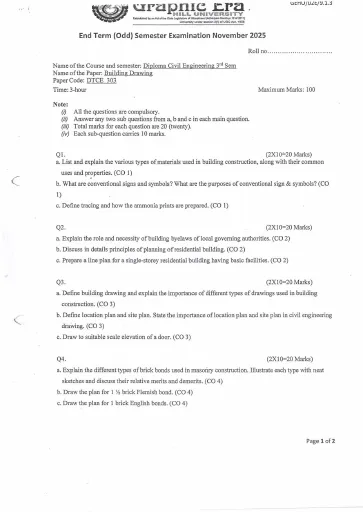 Graphic Era
HILL UNIVERSITY
End Term (Odd) Semester Examination November 2025
Roll no..............................
Name of the Course and semester: Diploma Civil Engineering 3rd Sem
Name of the Paper: Building Drawing
Paper Code: DTCE 303
Time: 3-hour Maximum Marks: 100
Note:
(i) All the questions are compulsory.
(ii) Answer any two sub questions from a, b and c in each main question.
(iii) Total marks for each question are 20 (twenty).
(iv) Each sub-question carries 10 marks.
Q1. (2X10=20 Marks)
a. List and explain the various types of materials used in building construction, along with their common
uses and properties. (CO 1)
b. What are conventional signs and symbols? What are the purposes of conventional sign & symbols? (CO
1)
c. Define tracing and how the ammonia prints are prepared. (CO 1)
Q2. (2X10=20 Marks)
a. Explain the role and necessity of building byelaws of local governing authorities. (CO 2)
b. Discuss in details principles of planning of residential building. (CO 2)
c. Prepare a line plan for a single-storey residential building having basic facilities. (CO 2)
Q3. (2X10=20 Marks)
a. Define building drawing and explain the importance of different types of drawings used in building
construction. (CO 3)
b. Define location plan and site plan. State the importance of location plan and site plan in civil engineering
drawing. (CO 3)
c. Draw to suitable scale elevation of a door. (CO 3)
Q4. (2X10=20 Marks)
a. Explain the different types of brick bonds used in masonry construction. Illustrate each type with neat
sketches and discuss their relative merits and demerits. (CO 4)
b. Draw the plan for 1 ½ brick Flemish bond. (CO 4)
c. Draw the plan for 1 brick English bonds. (CO 4)
Page 1 of 2